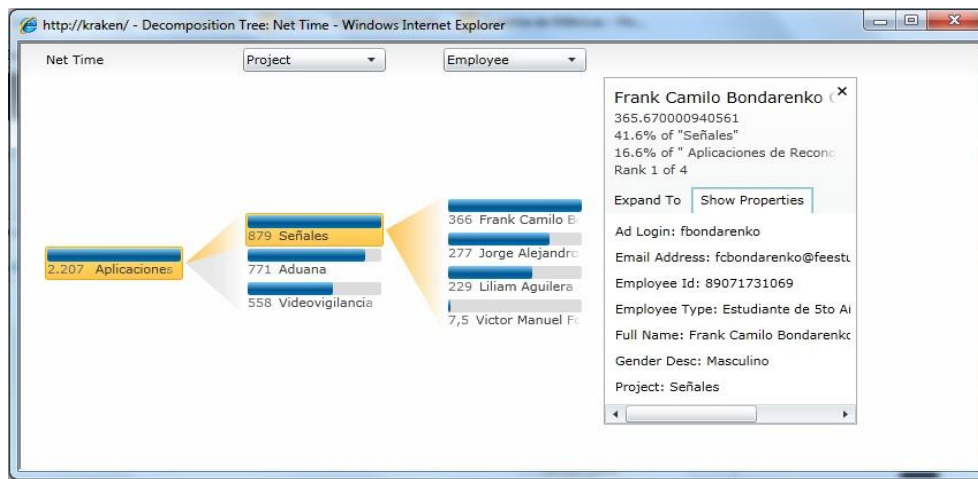 http://kraken/ - Decomposition Tree: Net Time - Windows Internet Explorer
Net Time
Project
Employee
2.207 Aplicaciones
879 Señales
771 Aduana
558 Videovigilancia
366 Frank Camilo B
277 Jorge Alejandro
229 Liliam Aguilera
7,5 Victor Manuel Fo
Frank Camilo Bondarenko
365.670000940561
41.6% of "Señales"
16.6% of " Aplicaciones de Recono
Rank 1 of 4
Expand To
Show Properties
Ad Login: fbondarenko
Email Address: fcbondarenko@feestu
Employee Id: 89071731069
Employee Type: Estudiante de 5to Añ
Full Name: Frank Camilo Bondarenko
Gender Desc: Masculino
Project: Señales